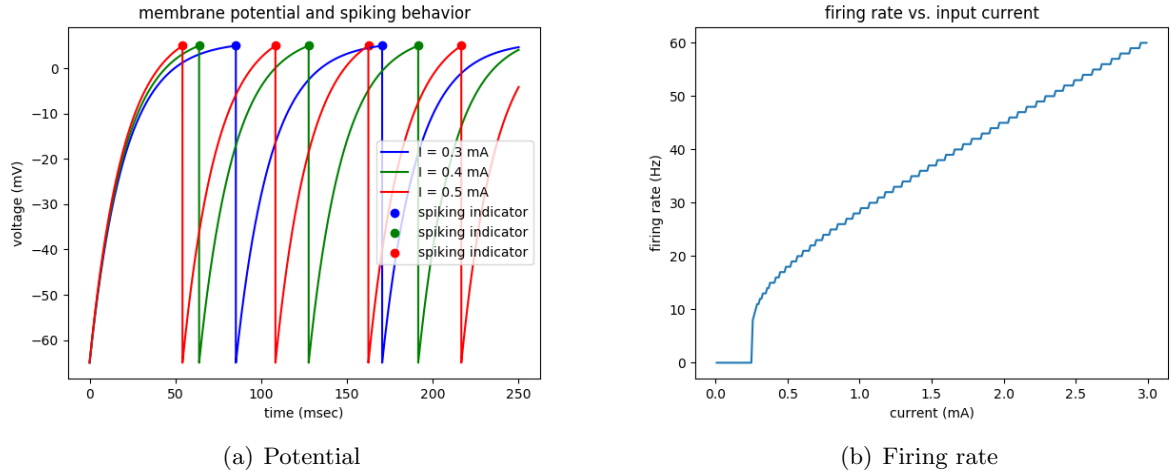 membrane potential and spiking behavior
voltage (mV)
0
−10
−20
−30
−40
−50
−60
I = 0.3 mA
I = 0.4 mA
I = 0.5 mA
spiking indicator
spiking indicator
spiking indicator
0
50
100
150
200
250
time (msec)
(a) Potential
firing rate vs. input current
firing rate (Hz)
60
50
40
30
20
10
0
0.0
0.5
1.0
1.5
2.0
2.5
3.0
current (mA)
(b) Firing rate